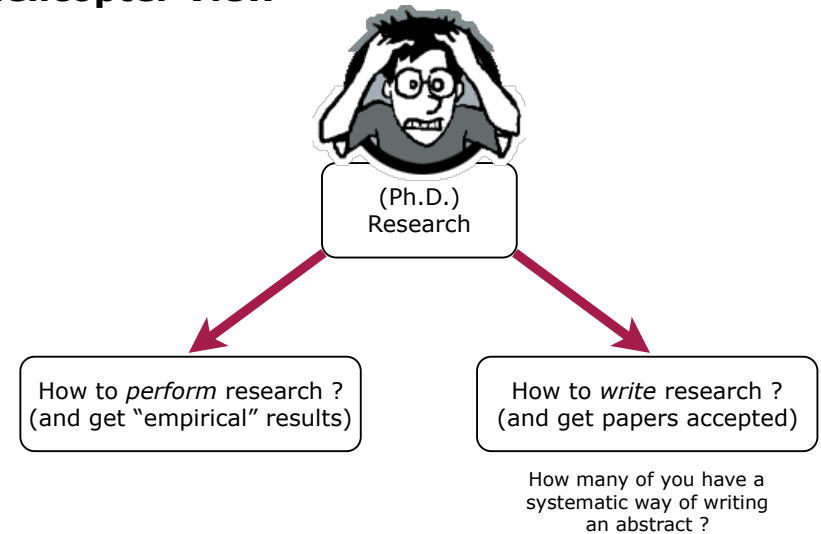 (Ph.D.)
Research
How to perform research ?
(and get “empirical” results)
How to write research ?
(and get papers accepted)
How many of you have a
systematic way of writing
an abstract ?